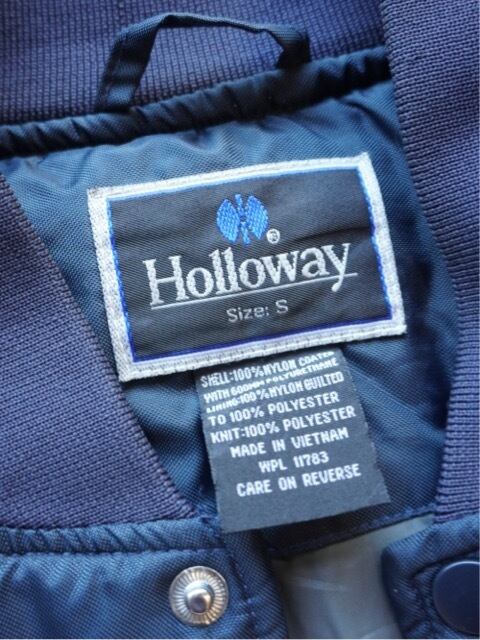 ®
Holloway
Size: S
SHELL:100%NYLON COATED
WITH 600MM POLYURETHANE
LINING:100%NYLON QUILTED
TO 100% POLYESTER
KNIT:100% POLYESTER
MADE IN VIETNAM
WPL 11783
CARE ON REVERSE